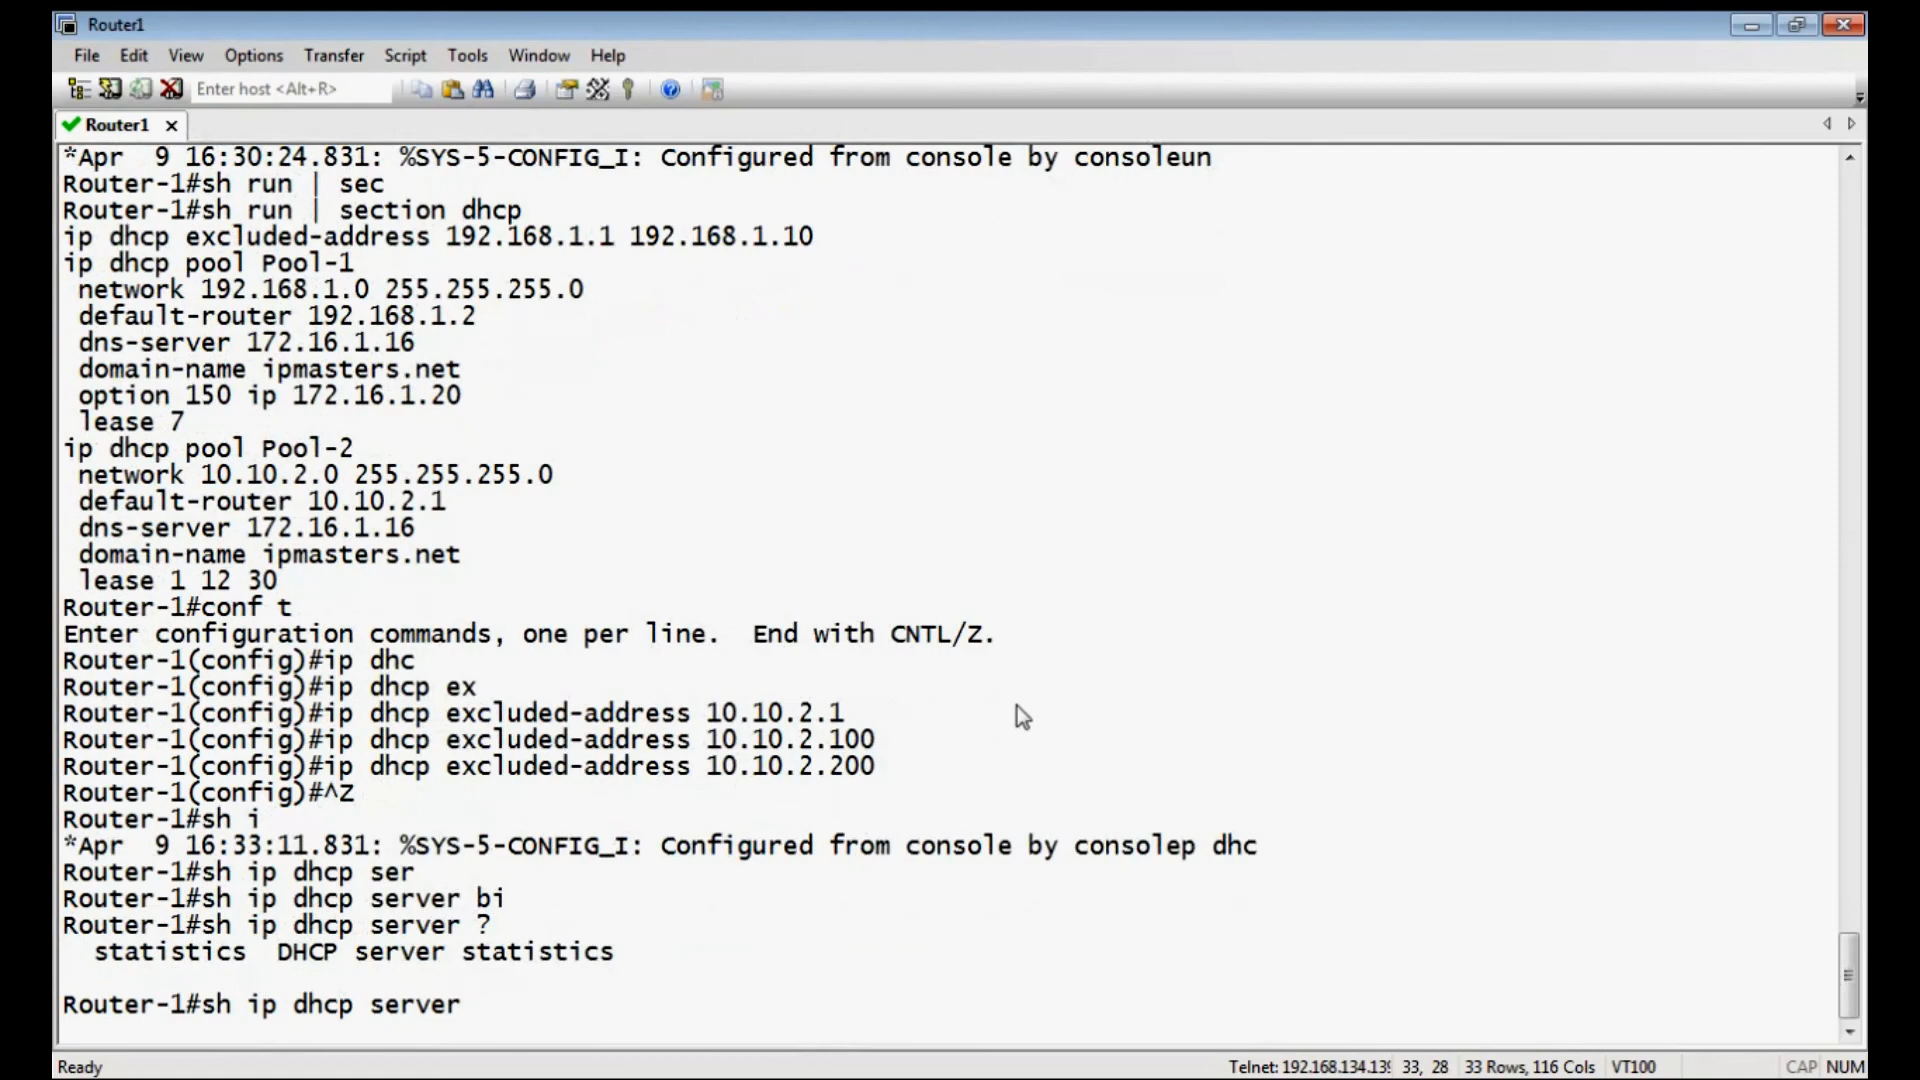 Router1
File Edit View Options Transfer Script Tools Window Help
Enter host <Alt+R>
Router1
*Apr  9 16:30:24.831: %SYS-5-CONFIG_I: Configured from console by consoleun
Router-1#sh run | sec
Router-1#sh run | section dhcp
ip dhcp excluded-address 192.168.1.1 192.168.1.10
ip dhcp pool Pool-1
 network 192.168.1.0 255.255.255.0
 default-router 192.168.1.2
 dns-server 172.16.1.16
 domain-name ipmasters.net
 option 150 ip 172.16.1.20
 lease 7
ip dhcp pool Pool-2
 network 10.10.2.0 255.255.255.0
 default-router 10.10.2.1
 dns-server 172.16.1.16
 domain-name ipmasters.net
 lease 1 12 30
Router-1#conf t
Enter configuration commands, one per line.  End with CNTL/Z.
Router-1(config)#ip dhc
Router-1(config)#ip dhcp ex
Router-1(config)#ip dhcp excluded-address 10.10.2.1
Router-1(config)#ip dhcp excluded-address 10.10.2.100
Router-1(config)#ip dhcp excluded-address 10.10.2.200
Router-1(config)#^Z
Router-1#sh i
*Apr  9 16:33:11.831: %SYS-5-CONFIG_I: Configured from console by consolep dhc
Router-1#sh ip dhcp ser
Router-1#sh ip dhcp server bi
Router-1#sh ip dhcp server ?
  statistics  DHCP server statistics
Router-1#sh ip dhcp server
Ready Telnet: 192.168.134.13 33, 28 33 Rows, 116 Cols VT100 CAP NUM